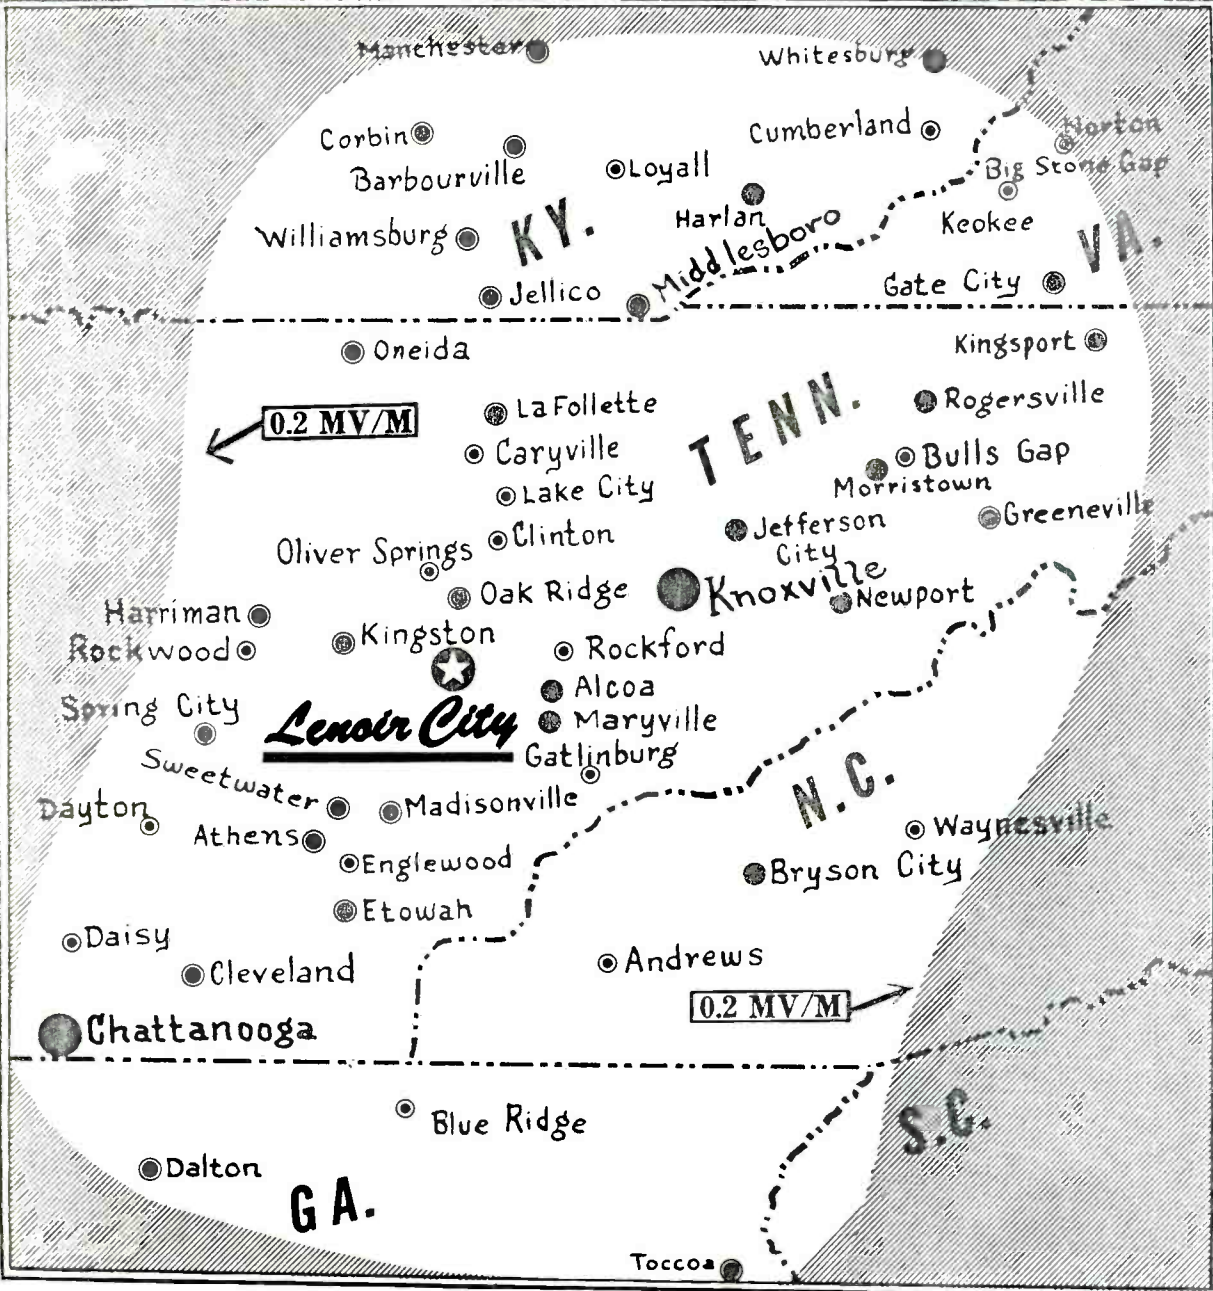 Manchester
Whitesburg
Corbin
Barbourville
Loyall
Cumberland
Norton
Big Stone Gap
Harlan
Keokee
Williamsburg
KY.
Middlesboro
VA.
Jellico
Gate City
Oneida
Kingsport
0.2 MV/M
LaFollette
TENN.
Rogersville
Caryville
Bulls Gap
Lake City
Morristown
Clinton
Jefferson
City
Greeneville
Oliver Springs
Oak Ridge
Knoxville
Newport
Harriman
Kingston
Rockwood
Rockford
Spring City
Alcoa
Lenoir City
Maryville
Gatlinburg
Sweetwater
N.C.
Dayton
Madisonville
Athens
Waynesville
Englewood
Bryson City
Etowah
Daisy
Andrews
Cleveland
0.2 MV/M
Chattanooga
Blue Ridge
S.C.
Dalton
GA.
Toccoa